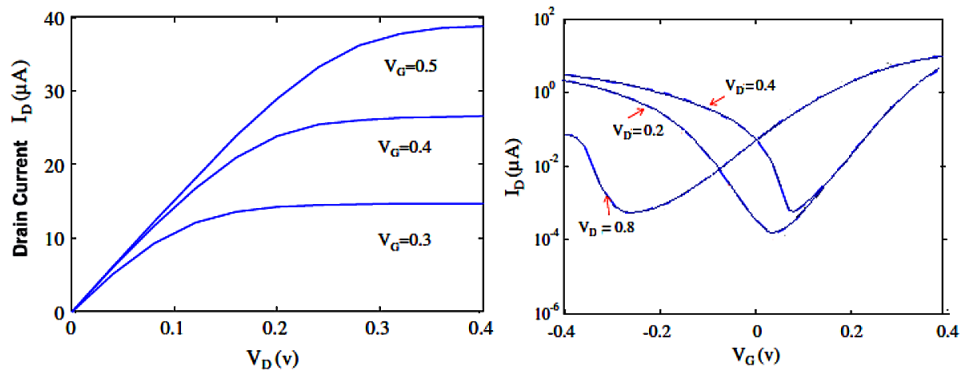 40
30
20
10
0
Drain Current I_D (μA)
V_G=0.5
V_G=0.4
V_G=0.3
0 0.1 0.2 0.3 0.4
V_D (v)
10^2
10^0
10^-2
10^-4
10^-6
I_D (μA)
V_D=0.4
V_D=0.2
V_D=0.8
-0.4 -0.2 0 0.2 0.4
V_G (v)